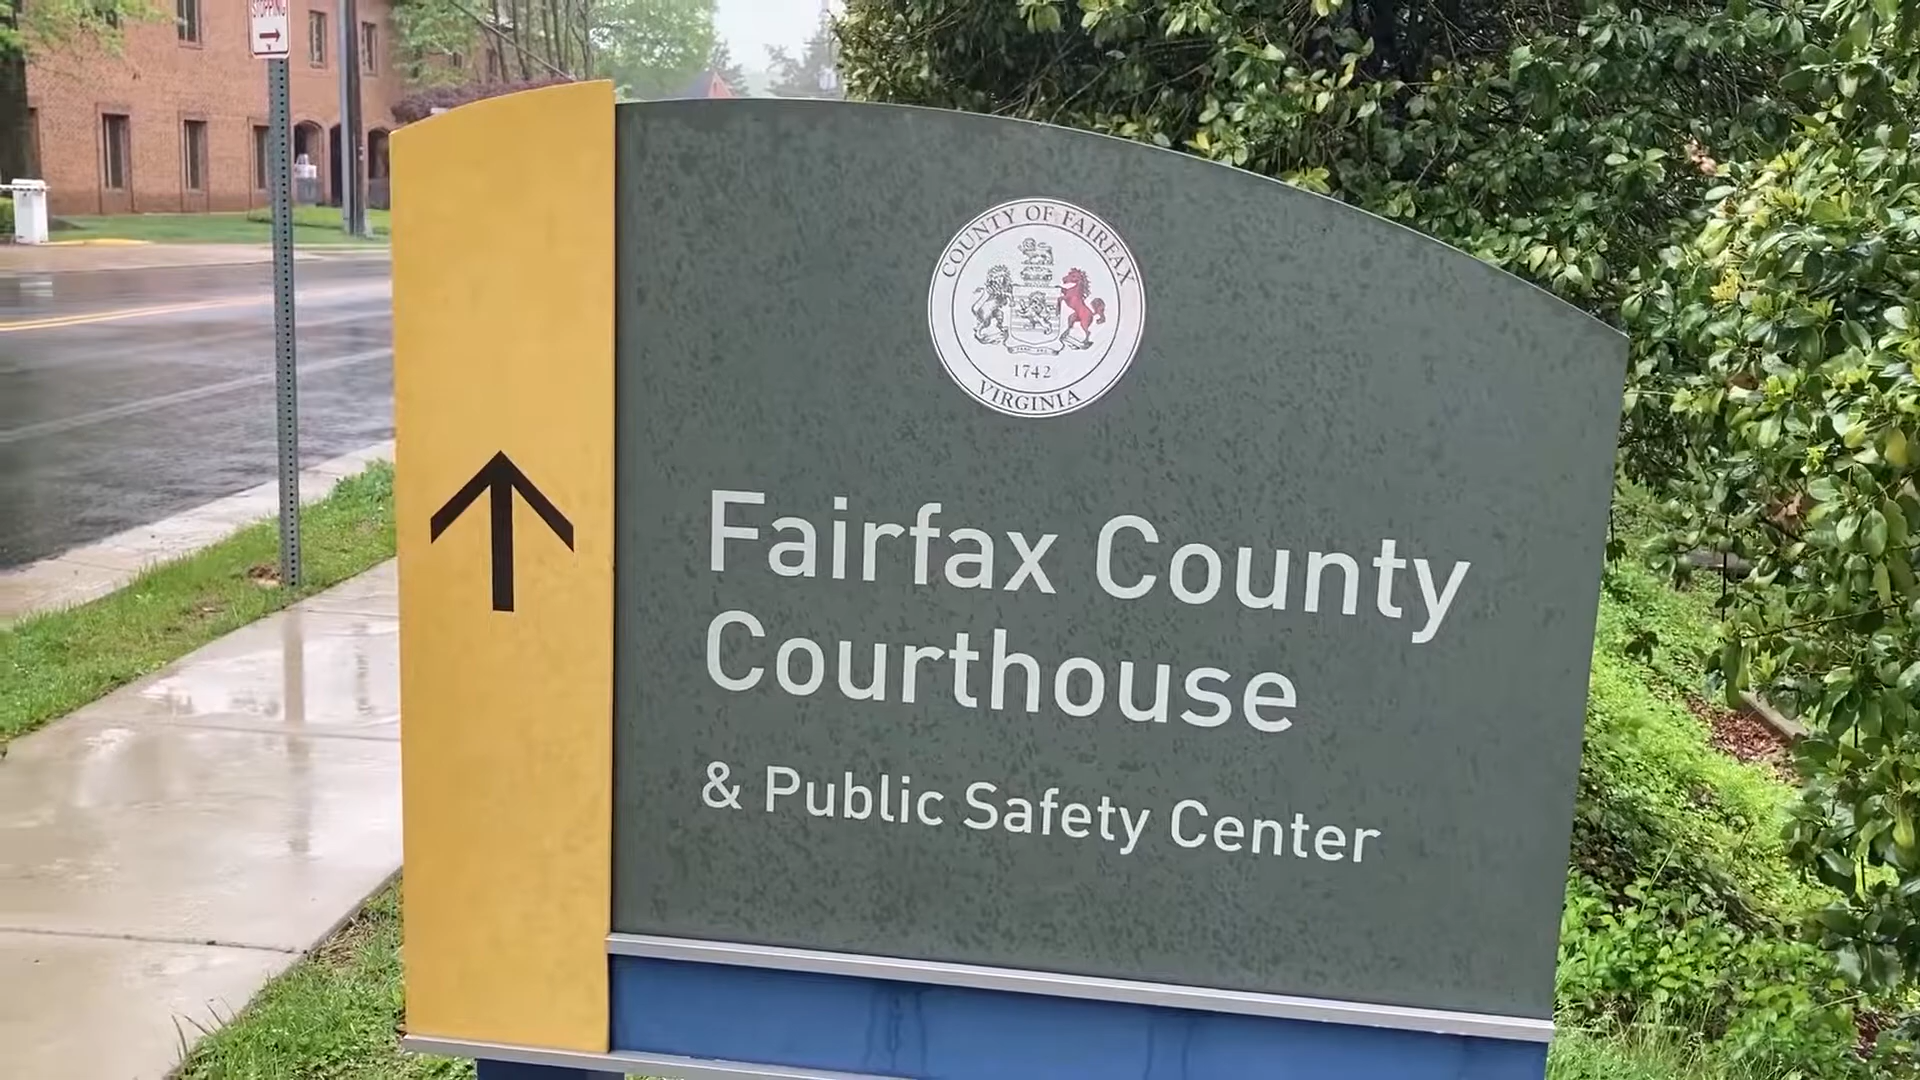 STOPPING
COUNTY OF FAIRFAX
1742
VIRGINIA
Fairfax County
Courthouse
& Public Safety Center